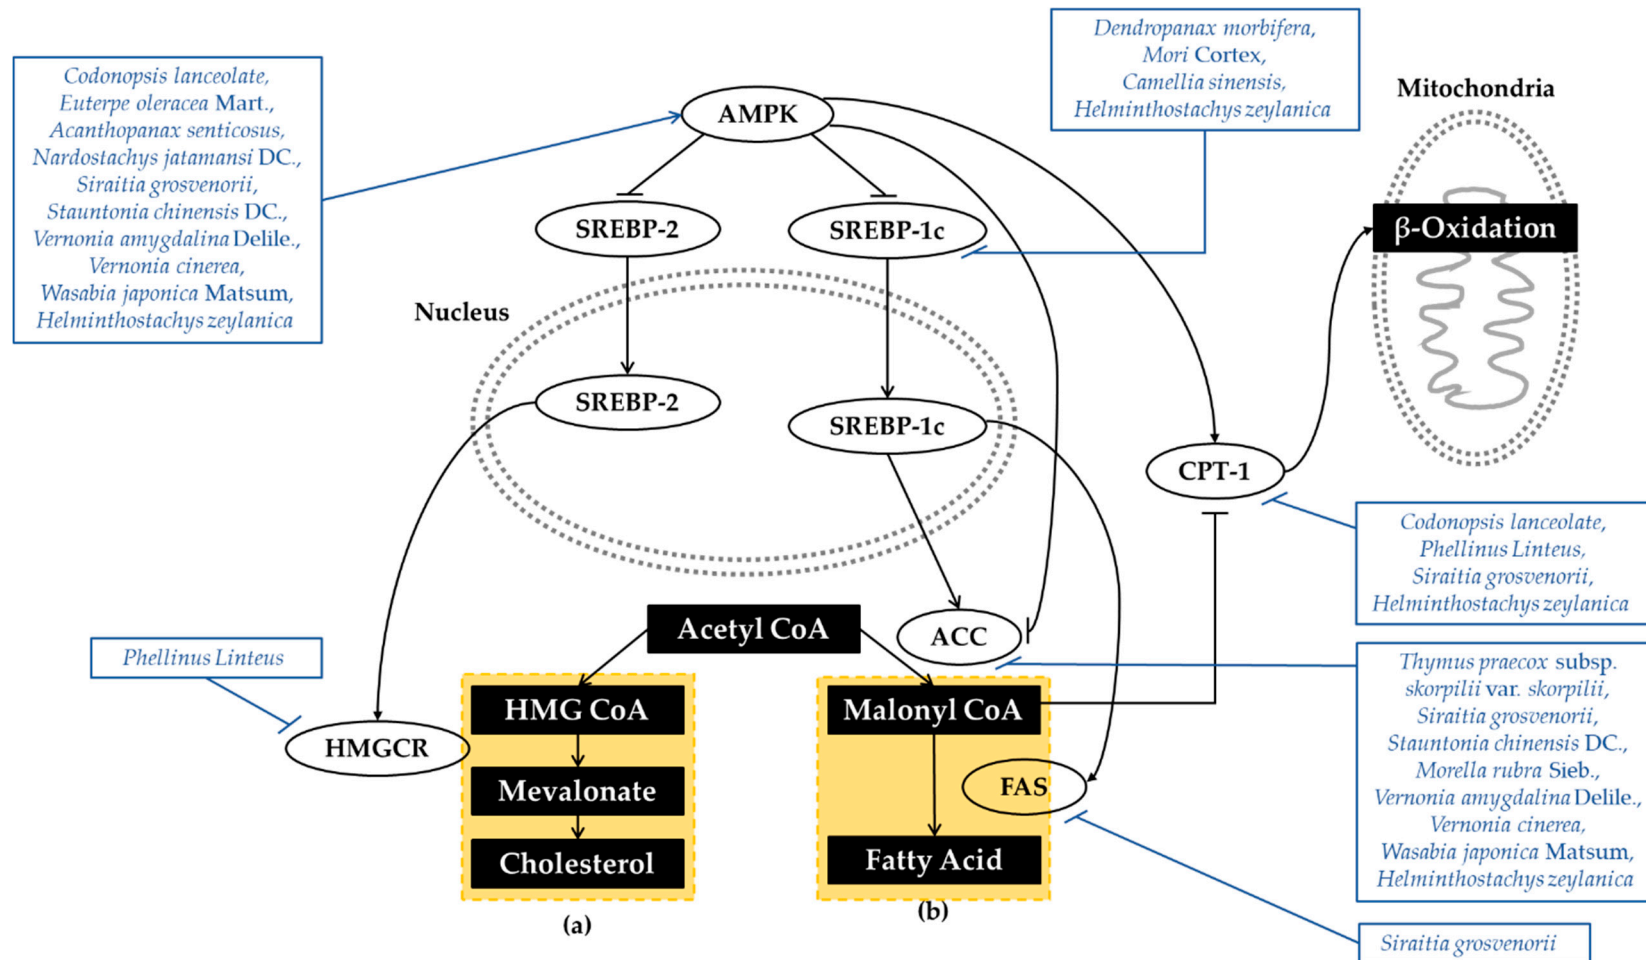 Codonopsis lanceolate,
Euterpe oleracea Mart.,
Acanthopanax senticosus,
Nardostachys jatamansi DC.,
Siraitia grosvenorii,
Stauntonia chinensis DC.,
Vernonia amygdalina Delile.,
Vernonia cinerea,
Wasabia japonica Matsum,
Helminthostachys zeylanica
AMPK
Dendropanax morbifera,
Mori Cortex,
Camellia sinensis,
Helminthostachys zeylanica
Mitochondria
β-Oxidation
SREBP-2
SREBP-1c
Nucleus
SREBP-2
SREBP-1c
CPT-1
Codonopsis lanceolate,
Phellinus Linteus,
Siraitia grosvenorii,
Helminthostachys zeylanica
Acetyl CoA
ACC
Phellinus Linteus
HMGCR
HMG CoA
Mevalonate
Cholesterol
(a)
Malonyl CoA
FAS
Fatty Acid
(b)
Thymus praecox subsp.
skorpilii var. skorpilii,
Siraitia grosvenorii,
Stauntonia chinensis DC.,
Morella rubra Sieb.,
Vernonia amygdalina Delile.,
Vernonia cinerea,
Wasabia japonica Matsum,
Helminthostachys zeylanica
Siraitia grosvenorii